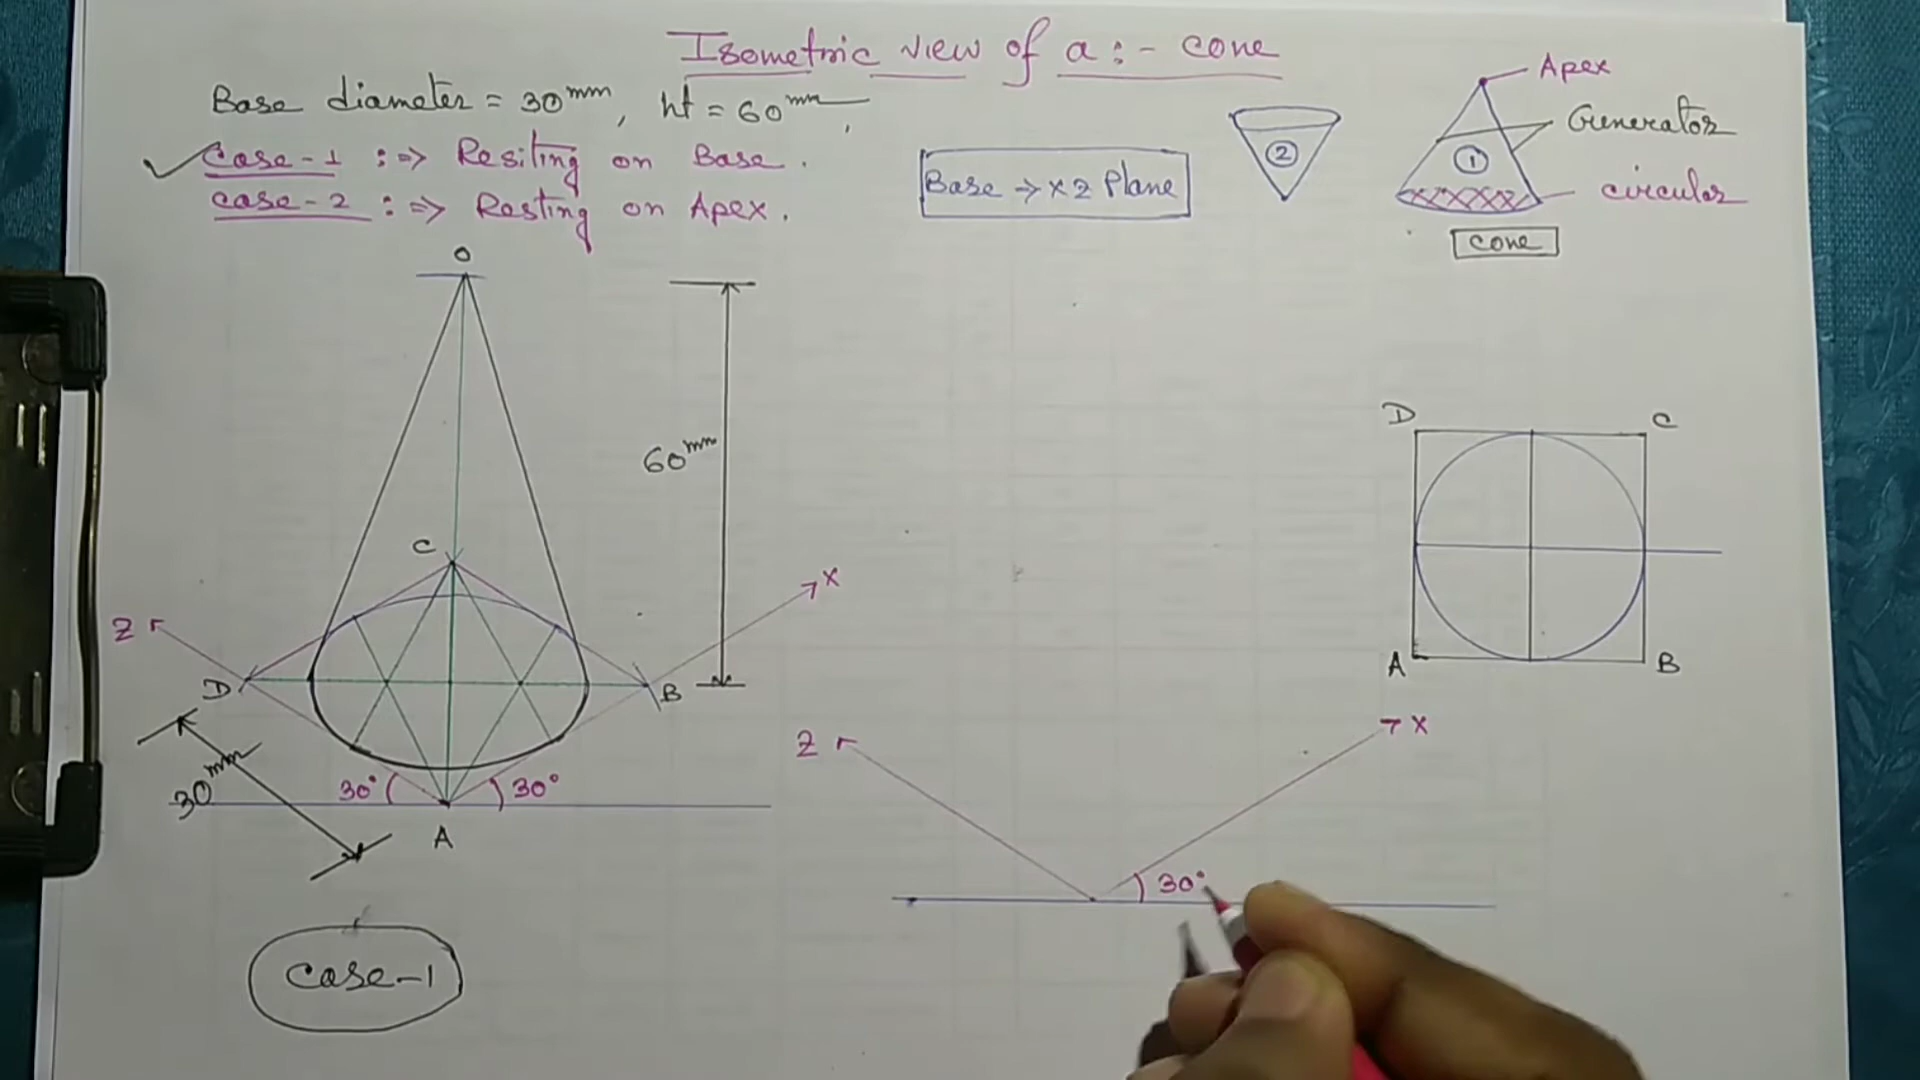 Isometric view of a :- cone
Base diameter = 30mm, ht = 60mm,
Case-1 :=> Resiting on Base.
case-2 :=> Resting on Apex.
Base → xz Plane
2
Apex
Generator
1
circular
cone
O
60mm
C
X
Z
D
B
30mm
30°
30°
A
case-1
D
C
A
B
Z
X
30°